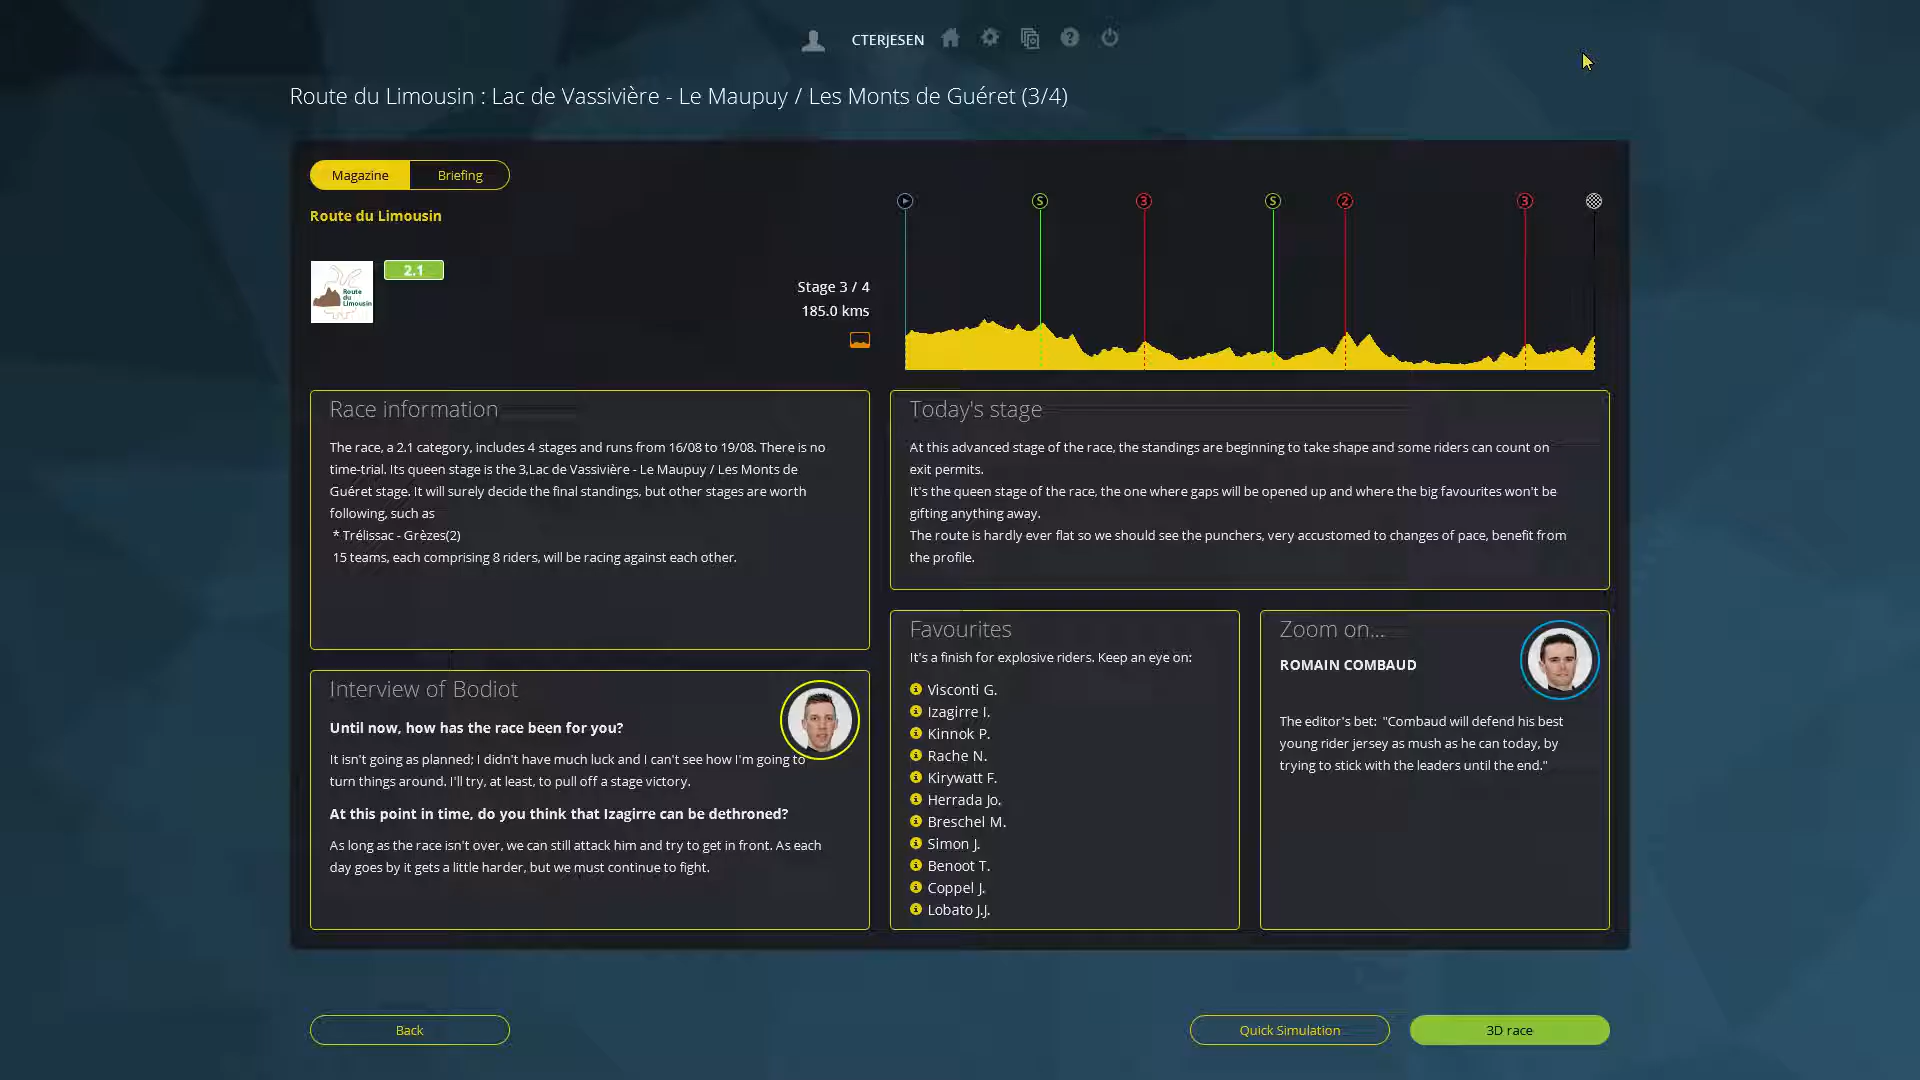 CTERJESEN
Route du Limousin : Lac de Vassivière - Le Maupuy / Les Monts de Guéret (3/4)
Magazine
Briefing
Route du Limousin
Route
du
Limousin
2.1
Stage 3 / 4
185.0 kms
S
3
S
2
3
Race information
The race, a 2.1 category, includes 4 stages and runs from 16/08 to 19/08. There is no
time-trial. Its queen stage is the 3,Lac de Vassivière - Le Maupuy / Les Monts de
Guéret stage. It will surely decide the final standings, but other stages are worth
following, such as
* Trélissac - Grèzes(2)
15 teams, each comprising 8 riders, will be racing against each other.
Today's stage
At this advanced stage of the race, the standings are beginning to take shape and some riders can count on
exit permits.
It's the queen stage of the race, the one where gaps will be opened up and where the big favourites won't be
gifting anything away.
The route is hardly ever flat so we should see the punchers, very accustomed to changes of pace, benefit from
the profile.
Interview of Bodiot
Until now, how has the race been for you?
It isn't going as planned; I didn't have much luck and I can't see how I'm going to
turn things around. I'll try, at least, to pull off a stage victory.
At this point in time, do you think that Izagirre can be dethroned?
As long as the race isn't over, we can still attack him and try to get in front. As each
day goes by it gets a little harder, but we must continue to fight.
Favourites
It's a finish for explosive riders. Keep an eye on:
Visconti G.
Izagirre I.
Kinnok P.
Rache N.
Kirywatt F.
Herrada Jo.
Breschel M.
Simon J.
Benoot T.
Coppel J.
Lobato J.J.
Zoom on...
ROMAIN COMBAUD
The editor's bet: "Combaud will defend his best
young rider jersey as mush as he can today, by
trying to stick with the leaders until the end."
Back
Quick Simulation
3D race